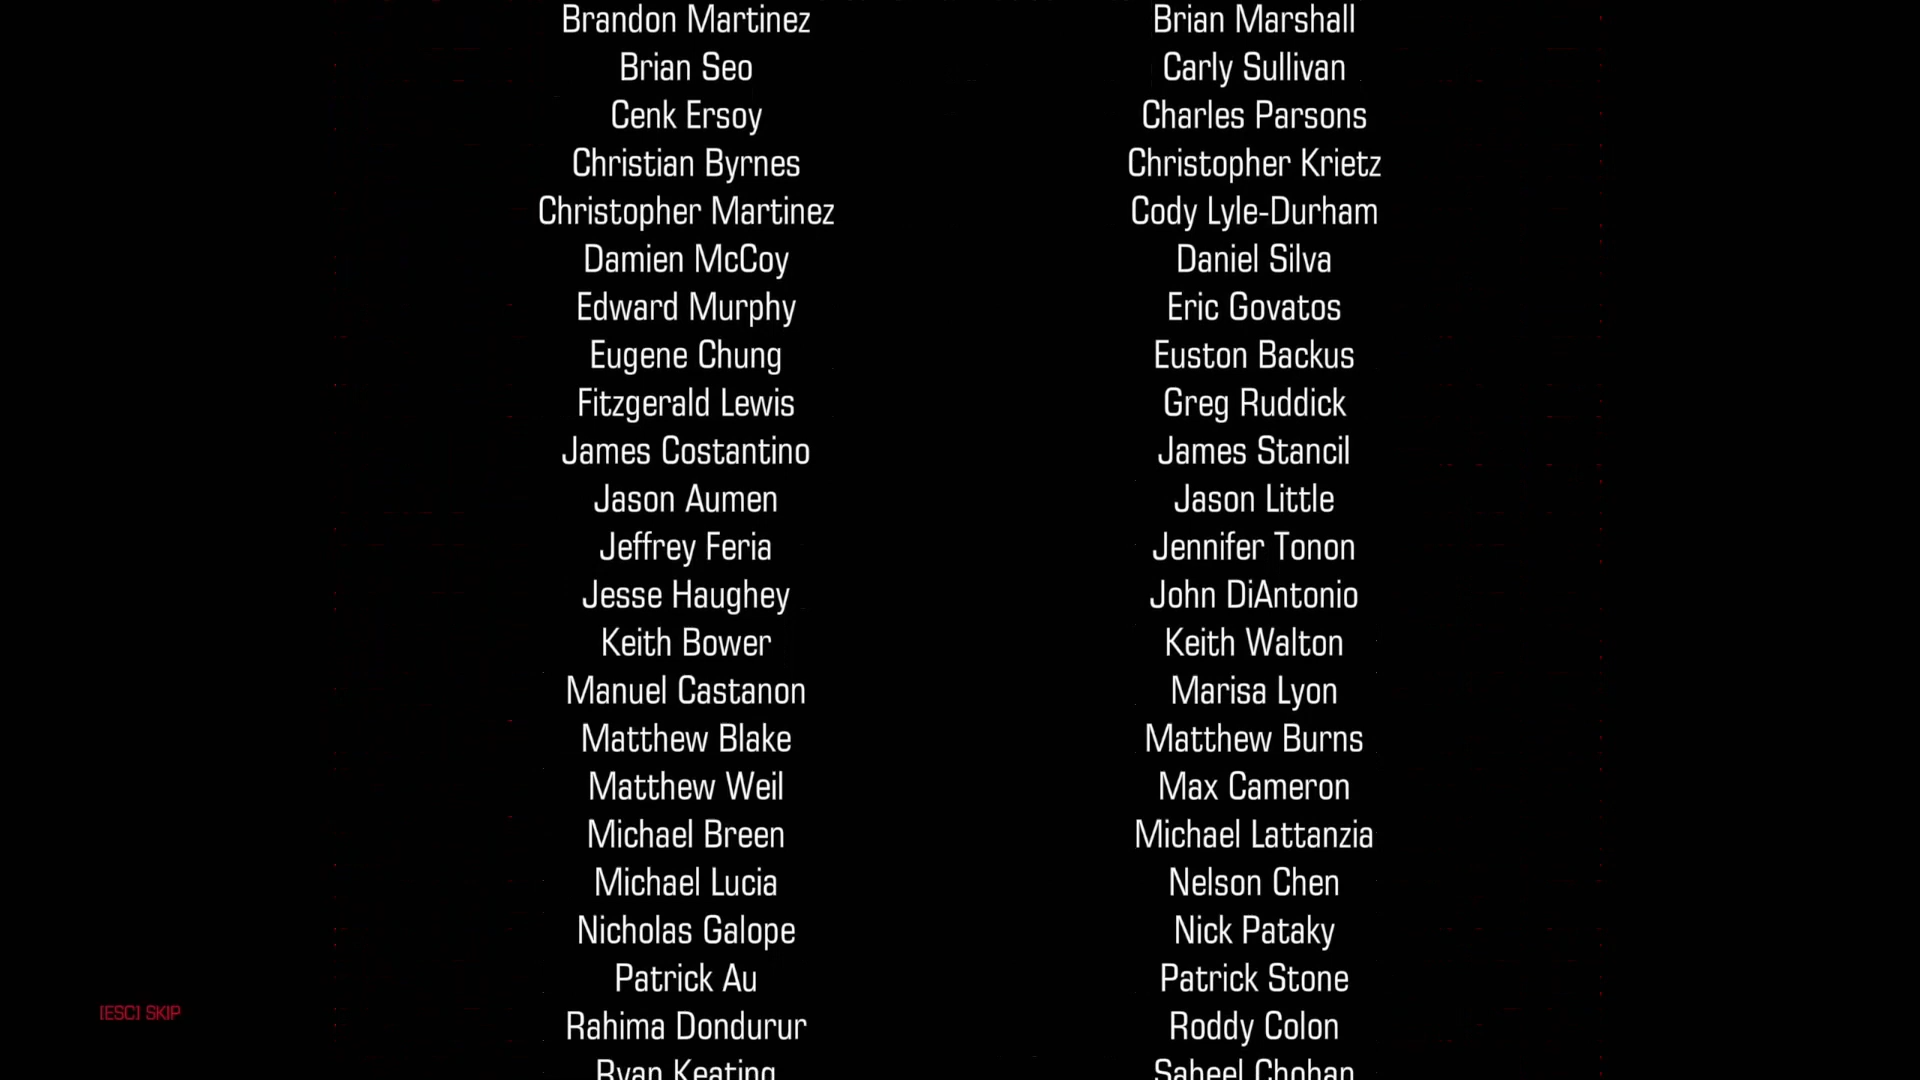 Brandon Martinez Brian Marshall
Brian Seo Carly Sullivan
Cenk Ersoy Charles Parsons
Christian Byrnes Christopher Krietz
Christopher Martinez Cody Lyle-Durham
Damien McCoy Daniel Silva
Edward Murphy Eric Govatos
Eugene Chung Euston Backus
Fitzgerald Lewis Greg Ruddick
James Costantino James Stancil
Jason Aumen Jason Little
Jeffrey Feria Jennifer Tonon
Jesse Haughey John DiAntonio
Keith Bower Keith Walton
Manuel Castanon Marisa Lyon
Matthew Blake Matthew Burns
Matthew Weil Max Cameron
Michael Breen Michael Lattanzia
Michael Lucia Nelson Chen
Nicholas Galope Nick Pataky
Patrick Au Patrick Stone
[ESC] SKIP
Rahima Dondurur Roddy Colon
Ryan Keating Saheel Chohan